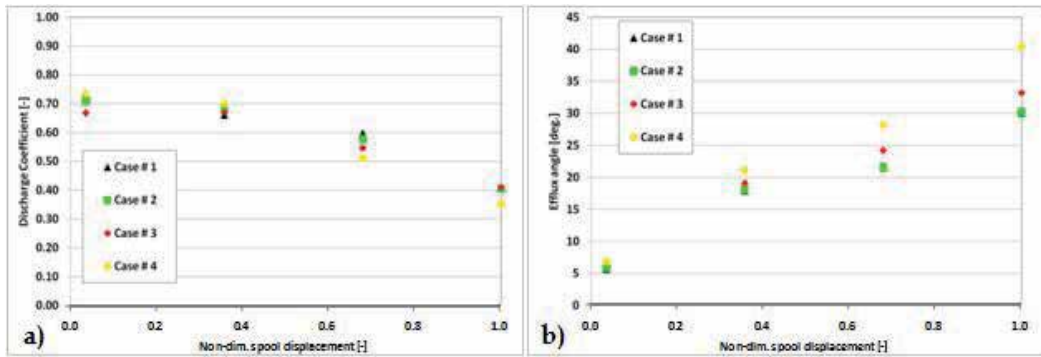 1.00
0.90
0.80
0.70
0.60
0.50
0.40
0.30
0.20
0.10
0.00
Discharge Coefficient [-]
Case # 1
Case # 2
Case # 3
Case # 4
0.0
0.2
0.4
0.6
0.8
1.0
a)
Non-dim. spool displacement [-]
45
40
35
30
25
20
15
10
5
0
Efflux angle [deg.]
Case # 1
Case # 2
Case # 3
Case # 4
0.0
0.2
0.4
0.6
0.8
1.0
b)
Non-dim. spool displacement [-]